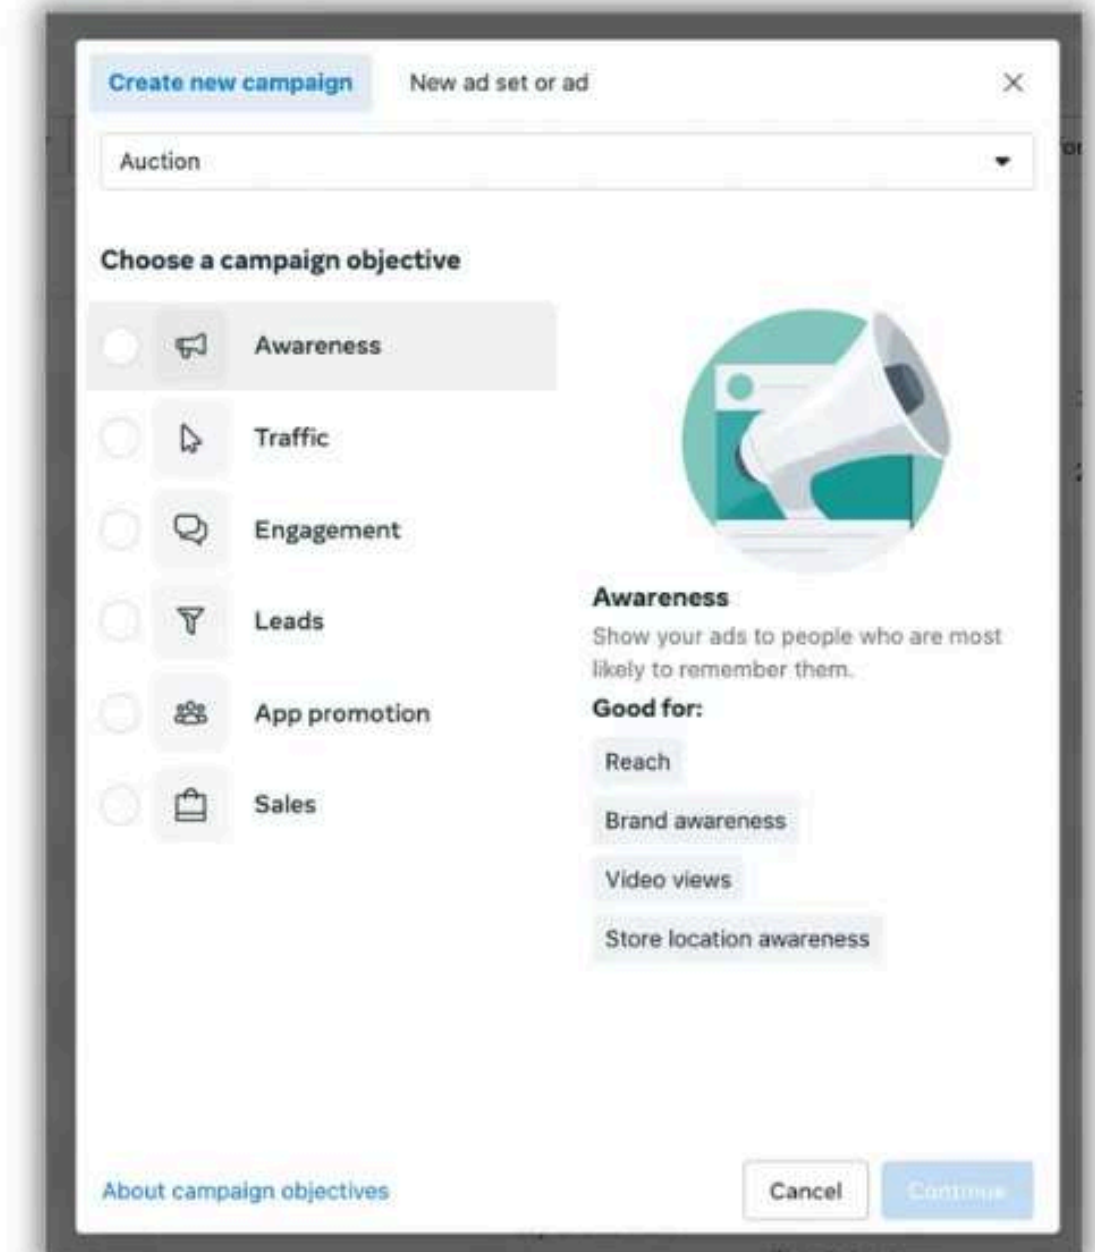 Create new campaign
New ad set or ad
Auction
Choose a campaign objective
Awareness
Traffic
Engagement
Leads
App promotion
Sales
Awareness
Show your ads to people who are most
likely to remember them.
Good for:
Reach
Brand awareness
Video views
Store location awareness
About campaign objectives
Cancel
Continue